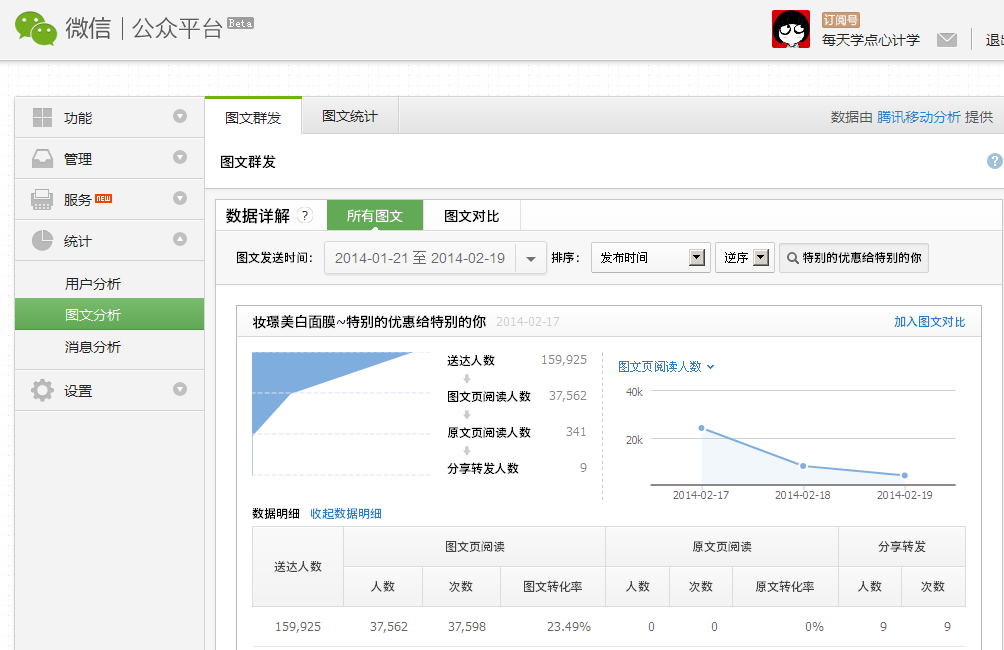 微信 公众平台 Beta
订阅号
每天学点心计学
退出
功能
管理
服务 NEW
统计
用户分析
图文分析
消息分析
设置
图文群发 图文统计 数据由 腾讯移动分析 提供
图文群发 ?
数据详解 ? 所有图文 图文对比
图文发送时间: 2014-01-21 至 2014-02-19 排序: 发布时间 逆序 特别的优惠给特别的你
妆璟美白面膜~特别的优惠给特别的你 2014-02-17 加入图文对比
送达人数 159,925
图文页阅读人数 37,562
原文页阅读人数 341
分享转发人数 9
图文页阅读人数
40k
20k
2014-02-17 2014-02-18 2014-02-19
数据明细 收起数据明细
送达人数 图文页阅读 原文页阅读 分享转发
人数 次数 图文转化率 人数 次数 原文转化率 人数 次数
159,925 37,562 37,598 23.49% 0 0 0% 9 9